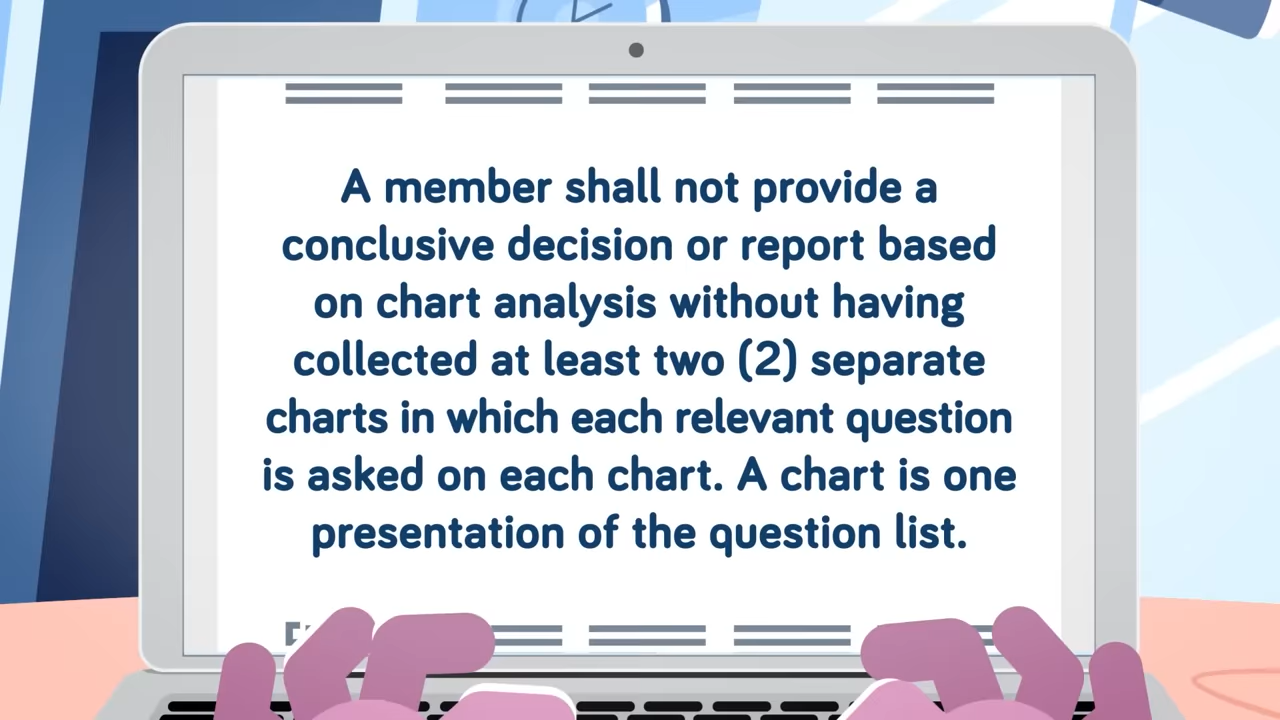 A member shall not provide a
conclusive decision or report based
on chart analysis without having
collected at least two (2) separate
charts in which each relevant question
is asked on each chart. A chart is one
presentation of the question list.